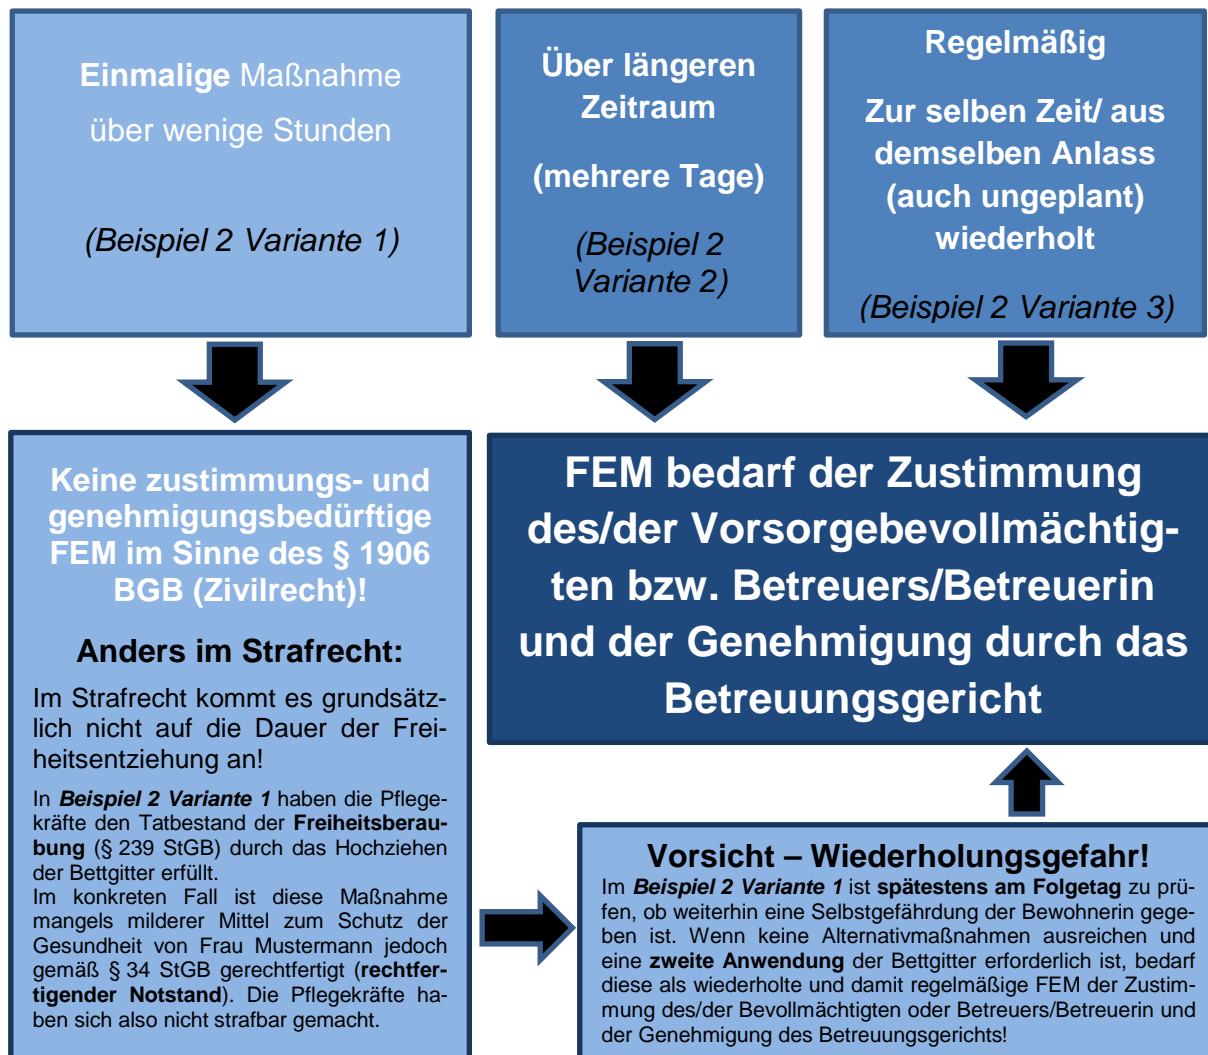 Einmalige Maßnahme
über wenige Stunden
(Beispiel 2 Variante 1)
Über längeren
Zeitraum
(mehrere Tage)
(Beispiel 2
Variante 2)
Regelmäßig
Zur selben Zeit/ aus
demselben Anlass
(auch ungeplant)
wiederholt
(Beispiel 2 Variante 3)
Keine zustimmungs- und
genehmigungsbedürftige
FEM im Sinne des § 1906
BGB (Zivilrecht)!
Anders im Strafrecht:
Im Strafrecht kommt es grundsätz-
lich nicht auf die Dauer der Frei-
heitsentziehung an!
In Beispiel 2 Variante 1 haben die Pflege-
kräfte den Tatbestand der Freiheitsberau-
bung (§ 239 StGB) durch das Hochziehen
der Bettgitter erfüllt.
Im konkreten Fall ist diese Maßnahme
mangels milderer Mittel zum Schutz der
Gesundheit von Frau Mustermann jedoch
gemäß § 34 StGB gerechtfertigt (rechtfer-
tigender Notstand). Die Pflegekräfte ha-
ben sich also nicht strafbar gemacht.
FEM bedarf der Zustimmung
des/der Vorsorgebevollmächtig-
ten bzw. Betreuers/Betreuerin
und der Genehmigung durch das
Betreuungsgericht
Vorsicht – Wiederholungsgefahr!
Im Beispiel 2 Variante 1 ist spätestens am Folgetag zu prü-
fen, ob weiterhin eine Selbstgefährdung der Bewohnerin gege-
ben ist. Wenn keine Alternativmaßnahmen ausreichen und
eine zweite Anwendung der Bettgitter erforderlich ist, bedarf
diese als wiederholte und damit regelmäßige FEM der Zustim-
mung des/der Bevollmächtigten oder Betreuers/Betreuerin und
der Genehmigung des Betreuungsgerichts!